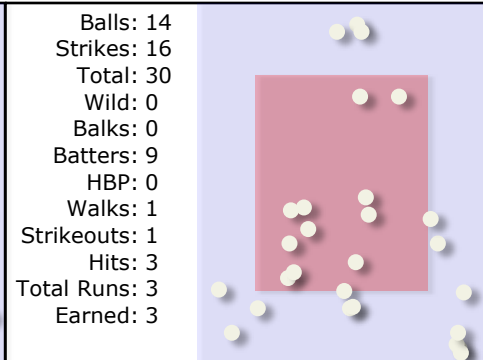 Balls: 14
Strikes: 16
Total: 30
Wild: 0
Balks: 0
Batters: 9
HBP: 0
Walks: 1
Strikeouts: 1
Hits: 3
Total Runs: 3
Earned: 3